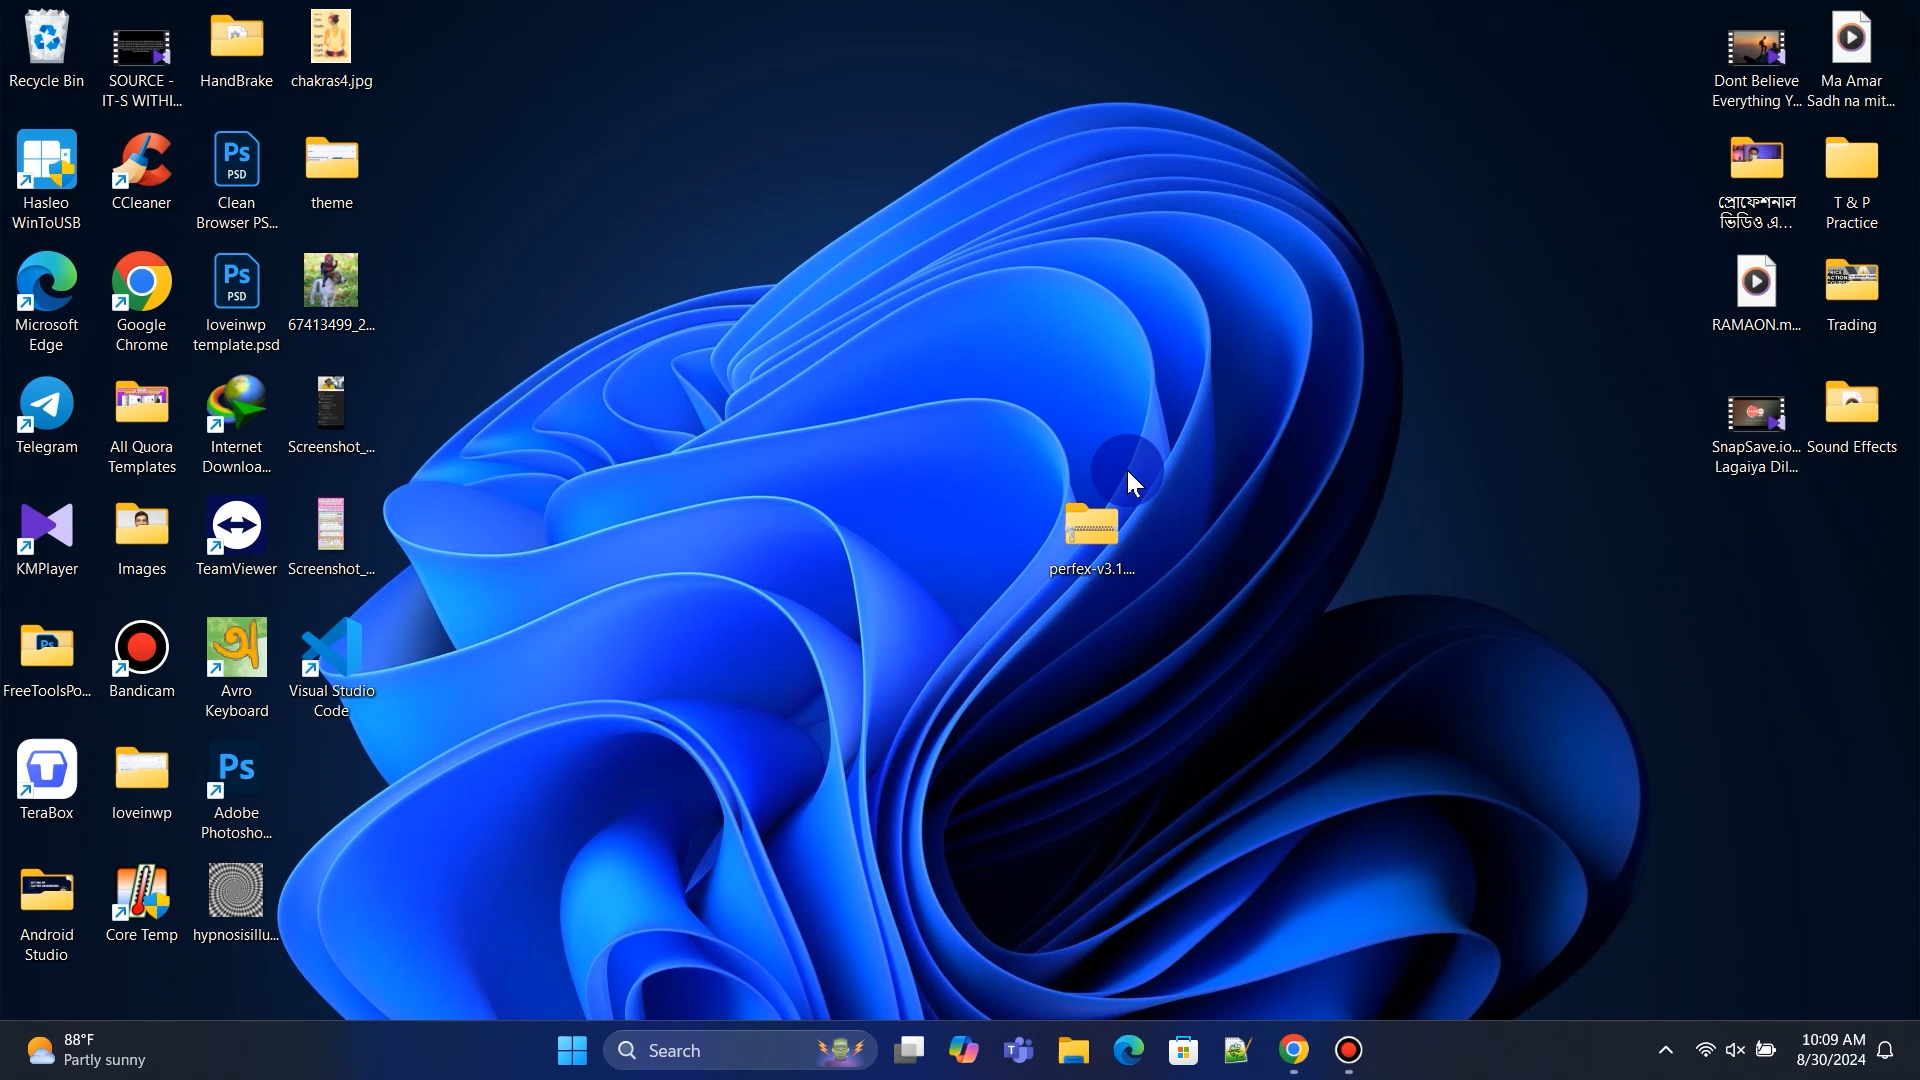 Recycle Bin
SOURCE -
IT-S WITHI...
HandBrake
chakras4.jpg
Hasleo
WinToUSB
CCleaner
PSD
Clean
Browser PS...
theme
Microsoft
Edge
Google
Chrome
PSD
loveinwp
template.psd
67413499_2...
Telegram
All Quora
Templates
Internet
Downloa...
Screenshot_...
KMPlayer
Images
TeamViewer
Screenshot_...
FreeToolsPo...
Bandicam
Avro
Keyboard
Visual Studio
Code
TeraBox
loveinwp
Ps
Adobe
Photosho...
Android
Studio
Core Temp
hypnosisillu...
perfex-v3.1....
Dont Believe
Everything Y...
Ma Amar
Sadh na mit...
প্রোফেশনাল
ভিডিও এ...
T & P
Practice
RAMAON.m...
Trading
SnapSave.io...
Lagaiya Dil...
Sound Effects
88°F
Partly sunny
Search
10:09 AM
8/30/2024